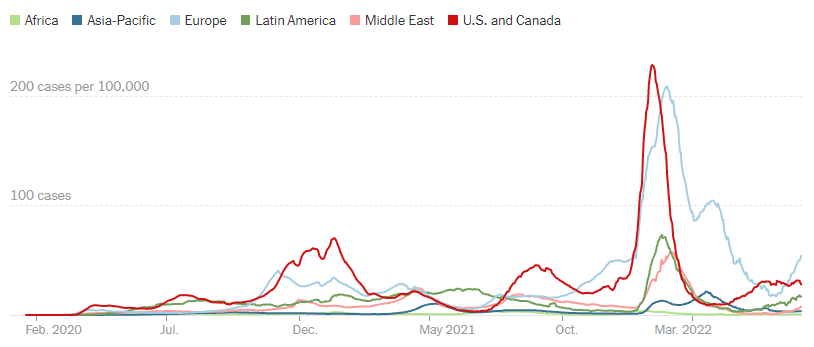 Africa Asia-Pacific Europe Latin America Middle East U.S. and Canada
200 cases per 100,000
100 cases
Feb. 2020 Jul. Dec. May 2021 Oct. Mar. 2022